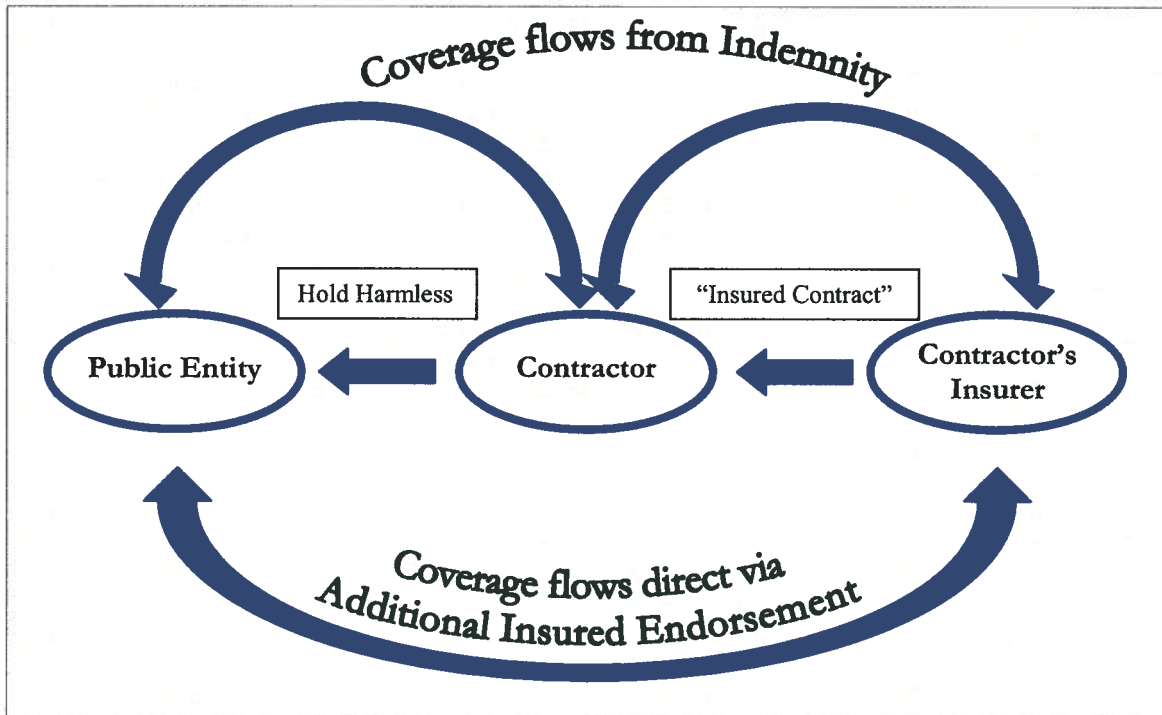 Coverage flows from Indemnity
Hold Harmless
“Insured Contract”
Public Entity
Contractor
Contractor's
Insurer
Coverage flows direct via
Additional Insured Endorsement